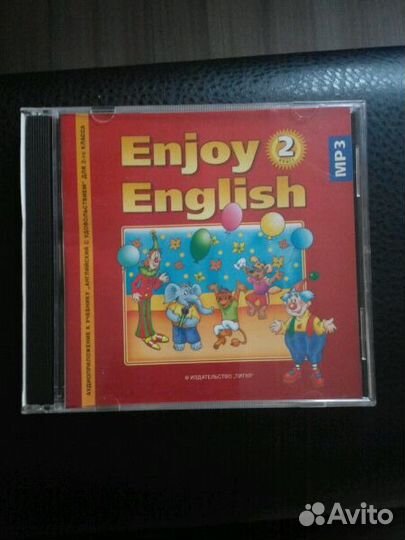 Enjoy 2
English
MP3
АУДИОПРИЛОЖЕНИЕ К УЧЕБНИКУ „АНГЛИЙСКИЙ С УДОВОЛЬСТВИЕМ" ДЛЯ 2-го КЛАССА
© ИЗДАТЕЛЬСТВО „ТИТУЛ"
Avito